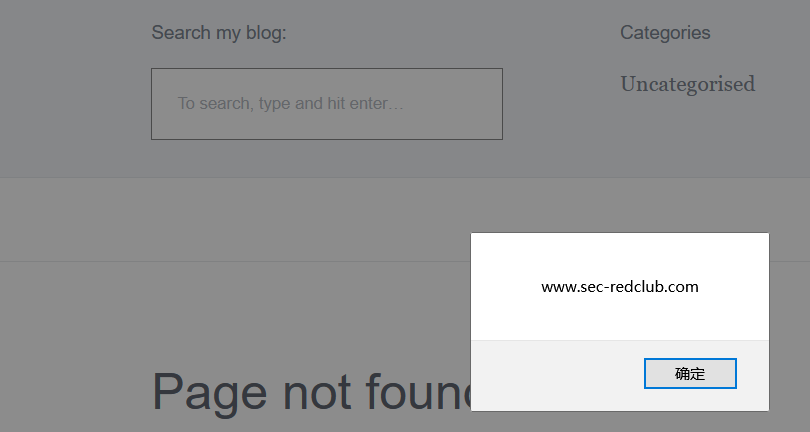 Search my blog:
Categories
To search, type and hit enter…
Uncategorised
www.sec-redclub.com
确定
Page not foun